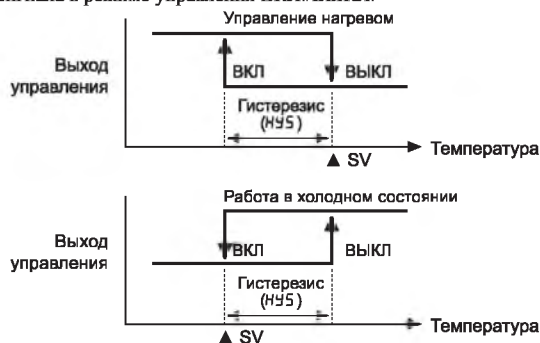 Управление нагревом
Выход
управления
ВКЛ
ВЫКЛ
Гистерезис
(HYS)
▲ SV
Температура
Работа в холодном состоянии
Выход
управления
ВКЛ
ВЫКЛ
Гистерезис
(HYS)
▲ SV
Температура